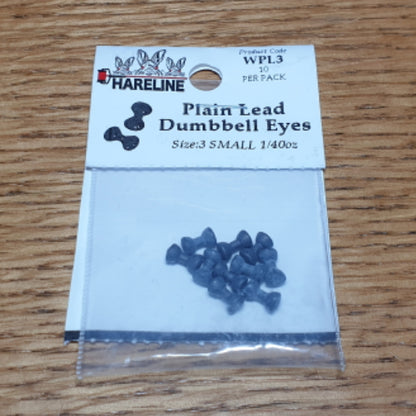 Product Code
WPL3
10
PER PACK
HARELINE
Plain Lead
Dumbbell Eyes
Size:3 SMALL 1/40oz